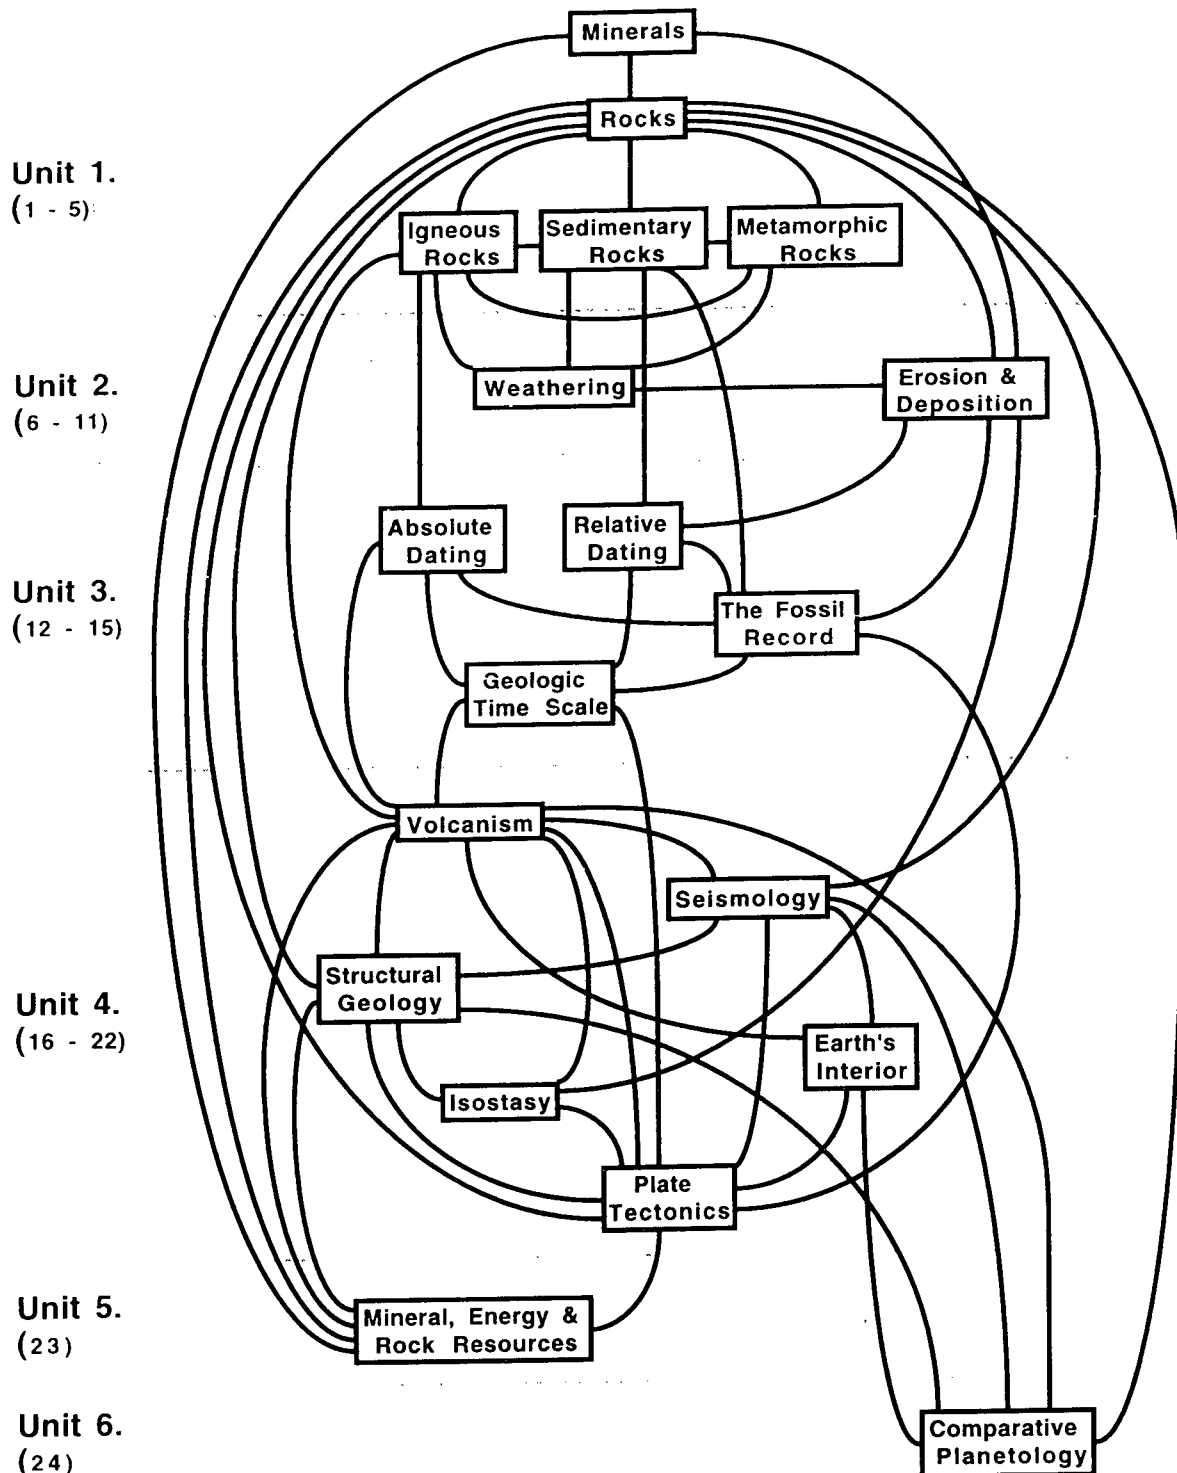 Minerals
Rocks
Unit 1.
(1 - 5)
Igneous
Rocks
Sedimentary
Rocks
Metamorphic
Rocks
Unit 2.
(6 - 11)
Weathering
Erosion &
Deposition
Absolute
Dating
Relative
Dating
Unit 3.
(12 - 15)
The Fossil
Record
Geologic
Time Scale
Volcanism
Seismology
Structural
Geology
Unit 4.
(16 - 22)
Earth's
Interior
Isostasy
Plate
Tectonics
Unit 5.
(23)
Mineral, Energy &
Rock Resources
Unit 6.
(24)
Comparative
Planetology